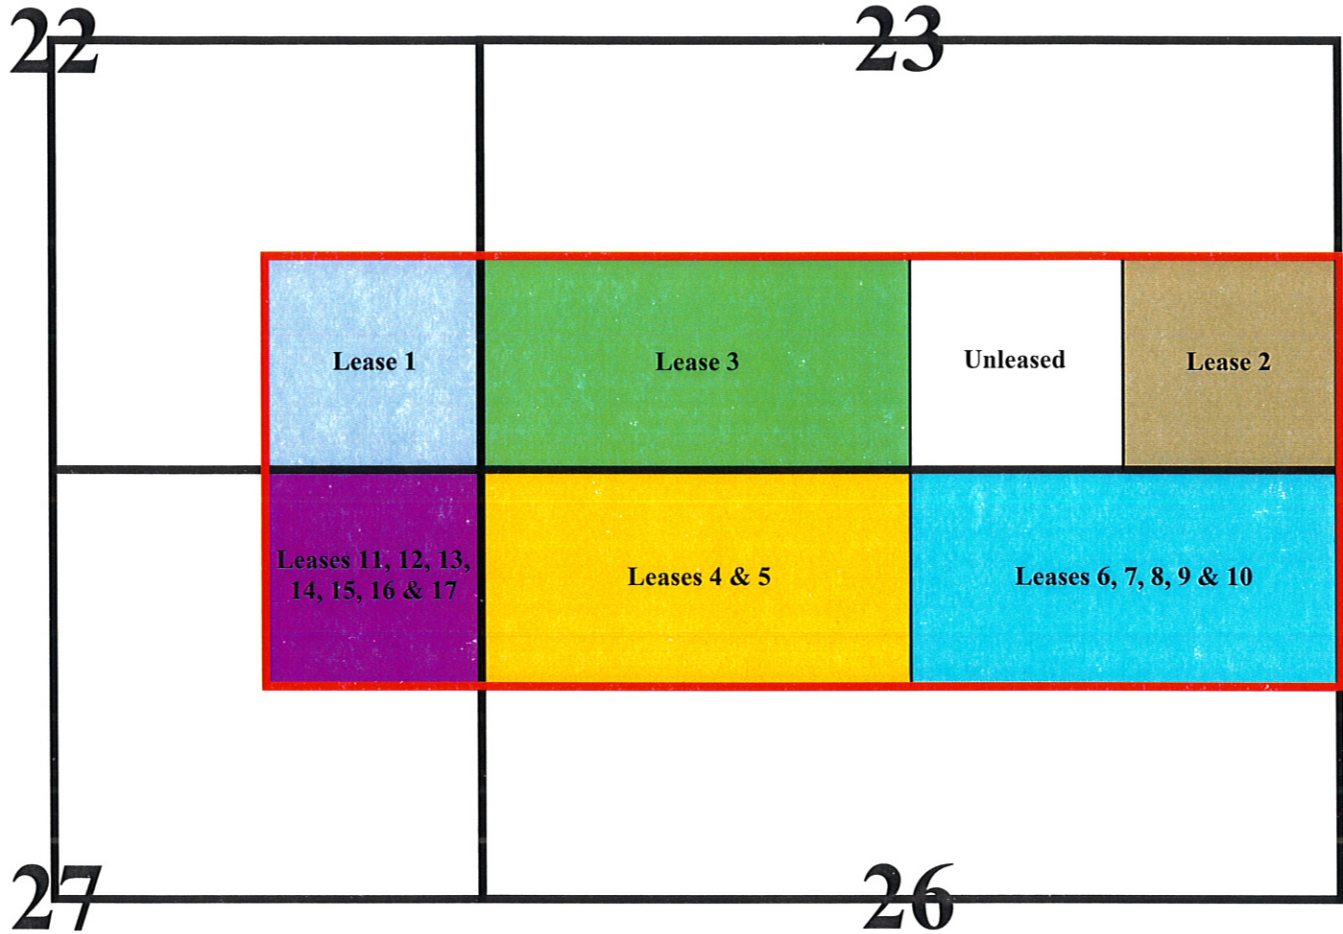 22
23
Lease 1
Lease 3
Unleased
Lease 2
Leases 11, 12, 13,
14, 15, 16 & 17
Leases 4 & 5
Leases 6, 7, 8, 9 & 10
27
26